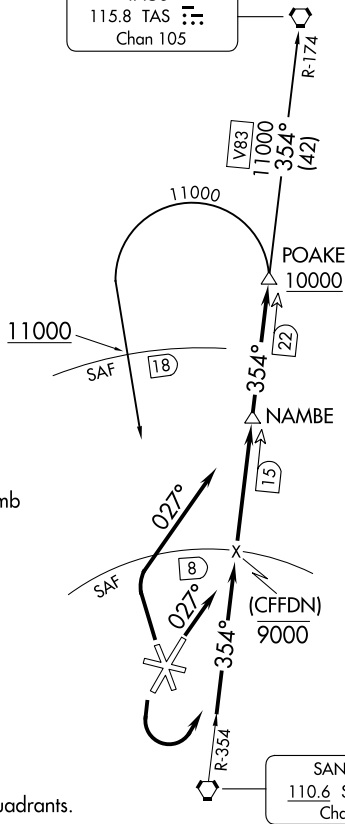 115.8 TAS
Chan 105
R-174
V83
11000
354°
(42)
11000
POAKE
10000
11000
22
SAF
18
354°
NAMBE
mb
027°
15
SAF
8
027°
(CFFDN)
9000
354°
R-354
SAN
110.6 S
Cha
uadrants.